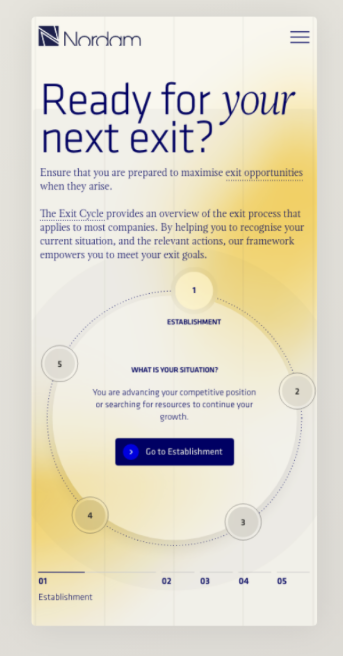 Nordam
Ready for your
next exit?
Ensure that you are prepared to maximise exit opportunities
when they arise.
The Exit Cycle provides an overview of the exit process that
applies to most companies. By helping you to recognise your
current situation, and the relevant actions, our framework
empowers you to meet your exit goals.
1
ESTABLISHMENT
5
WHAT IS YOUR SITUATION?
2
You are advancing your competitive position
or searching for resources to continue your
growth.
Go to Establishment
4
3
01 02 03 04 05
Establishment